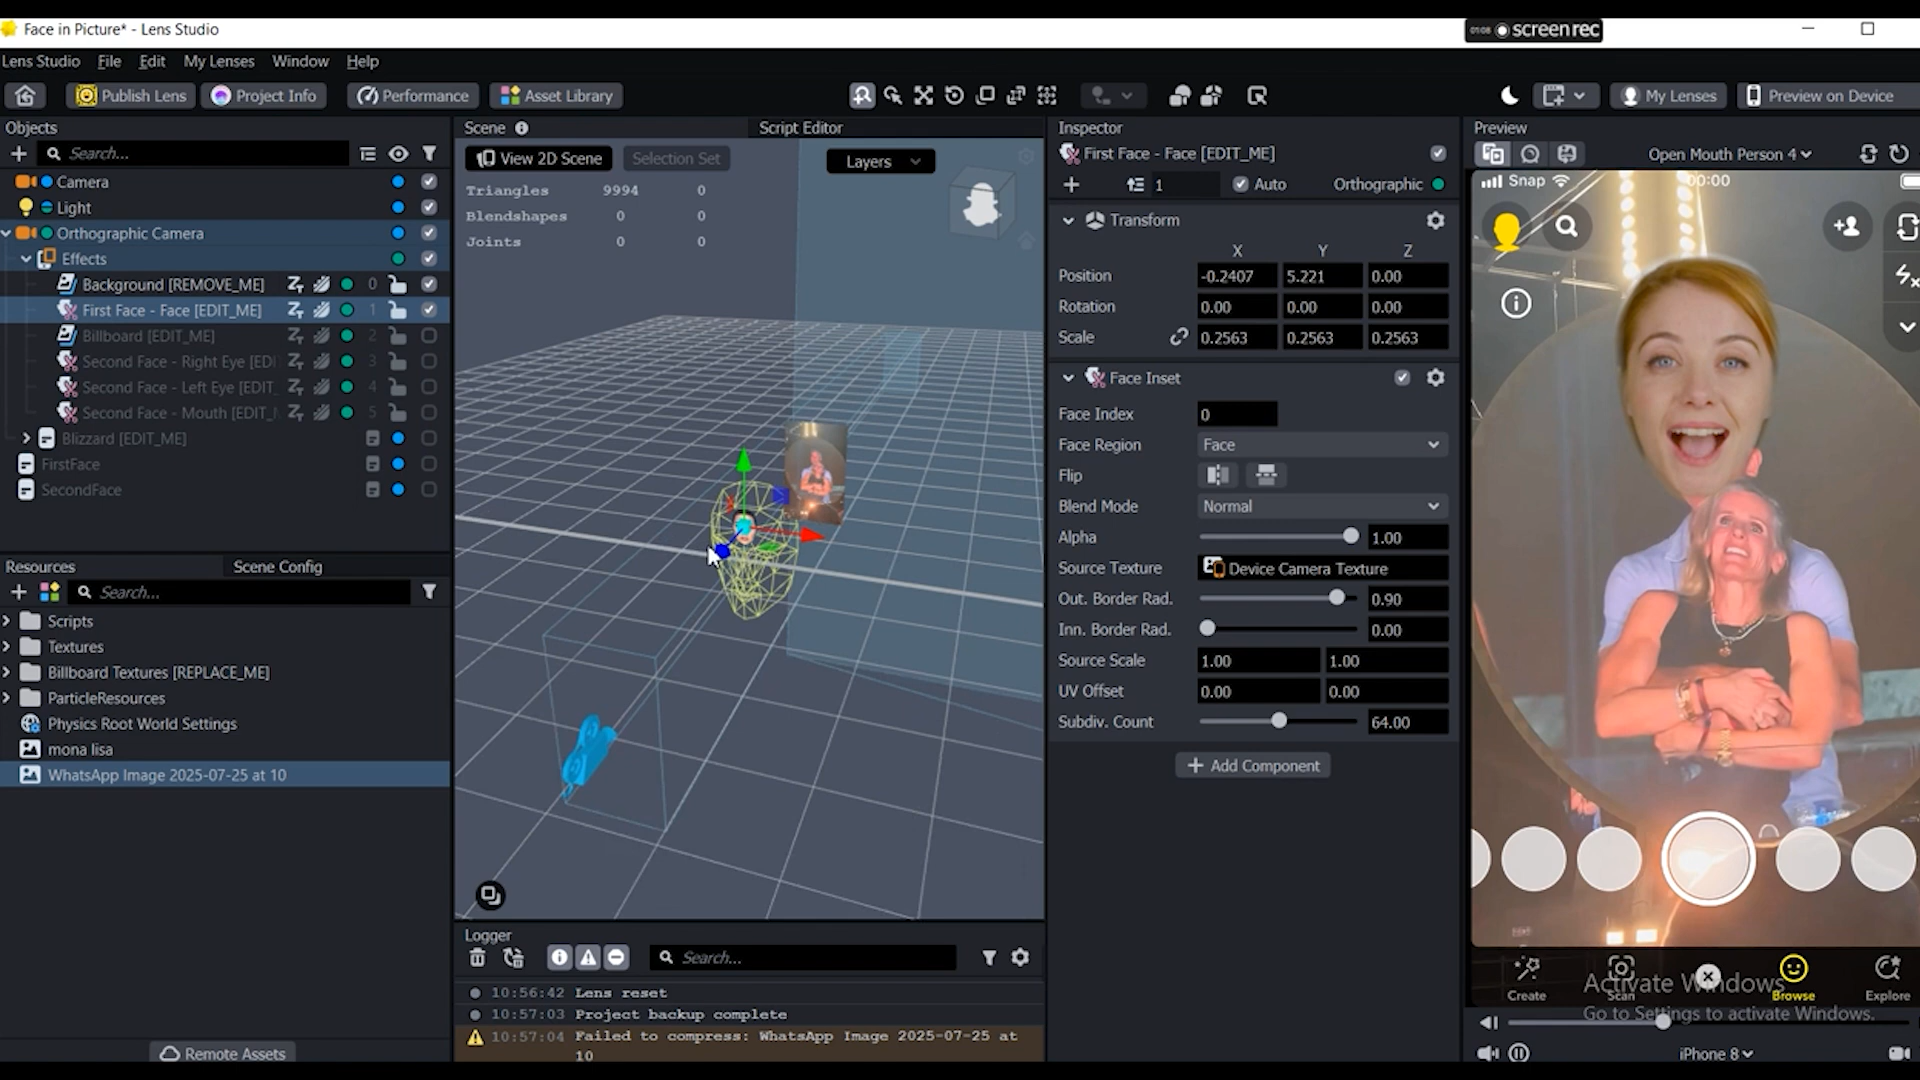 Face in Picture* - Lens Studio
01:08 screenrec
Lens Studio File Edit My Lenses Window Help
Publish Lens Project Info Performance Asset Library My Lenses Preview on Device
Objects
Search...
Camera
Light
Orthographic Camera
Effects
Background [REMOVE_ME] 0
First Face - Face [EDIT_ME] 1
Billboard [EDIT_ME] 2
Second Face - Right Eye [EDI 3
Second Face - Left Eye [EDIT_ 4
Second Face - Mouth [EDIT_ 5
Blizzard [EDIT_ME]
FirstFace
SecondFace
Resources Scene Config
Search...
Scripts
Textures
Billboard Textures [REPLACE_ME]
ParticleResources
Physics Root World Settings
mona lisa
WhatsApp Image 2025-07-25 at 10
Remote Assets
Scene Script Editor
View 2D Scene Selection Set Layers
Triangles 9994 0
Blendshapes 0 0
Joints 0 0
Logger
Search...
10:56:42 Lens reset
10:57:03 Project backup complete
10:57:04 Failed to compress: WhatsApp Image 2025-07-25 at
10
Inspector
First Face - Face [EDIT_ME]
1 Auto Orthographic
Transform
X Y Z
Position -0.2407 5.221 0.00
Rotation 0.00 0.00 0.00
Scale 0.2563 0.2563 0.2563
Face Inset
Face Index 0
Face Region Face
Flip
Blend Mode Normal
Alpha 1.00
Source Texture Device Camera Texture
Out. Border Rad. 0.90
Inn. Border Rad. 0.00
Source Scale 1.00 1.00
UV Offset 0.00 0.00
Subdiv. Count 64.00
Add Component
Preview
Open Mouth Person 4
Snap 00:00
Create Scan Browse Explore
Activate Windows
Go to Settings to activate Windows.
iPhone 8